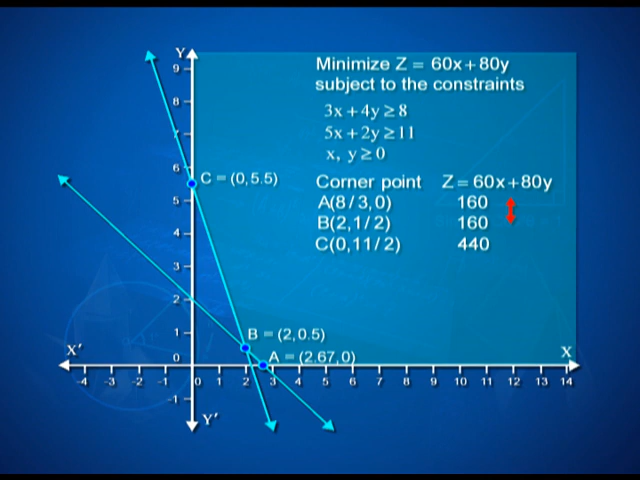 Minimize Z = 60x + 80y
subject to the constraints
3x + 4y ≥ 8
5x + 2y ≥ 11
x, y ≥ 0
Corner point Z = 60x + 80y
A(8/3,0) 160
B(2,1/2) 160
C(0,11/2) 440
Y
9
8
7
6
C = (0,5.5)
5
4
3
2
1
B = (2,0.5)
A = (2.67,0)
X′
0
X
-4 -3 -2 -1 0 1 2 3 4 5 6 7 8 9 10 11 12 13 14
-1
Y′